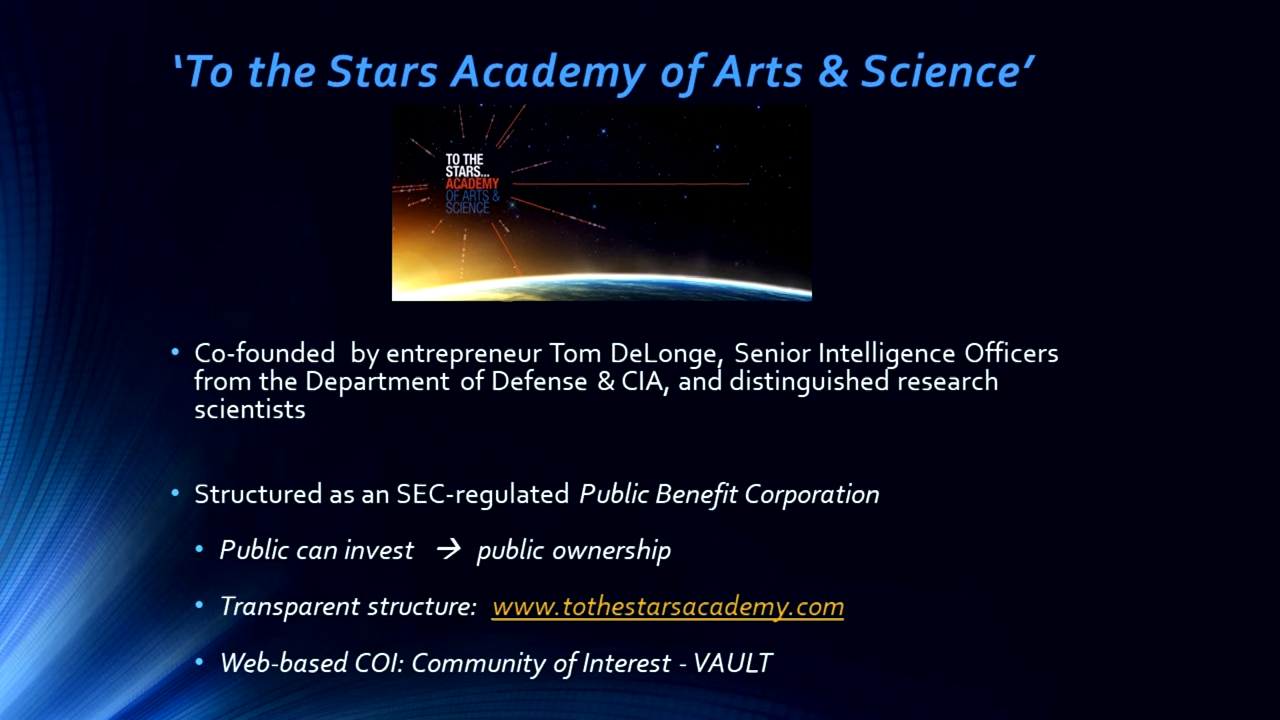 ‘To the Stars Academy of Arts & Science’
TO THE
STARS...
ACADEMY
OF ARTS &
SCIENCE
• Co-founded by entrepreneur Tom DeLonge, Senior Intelligence Officers
from the Department of Defense & CIA, and distinguished research
scientists
• Structured as an SEC-regulated Public Benefit Corporation
• Public can invest → public ownership
• Transparent structure: www.tothestarsacademy.com
• Web-based COI: Community of Interest - VAULT